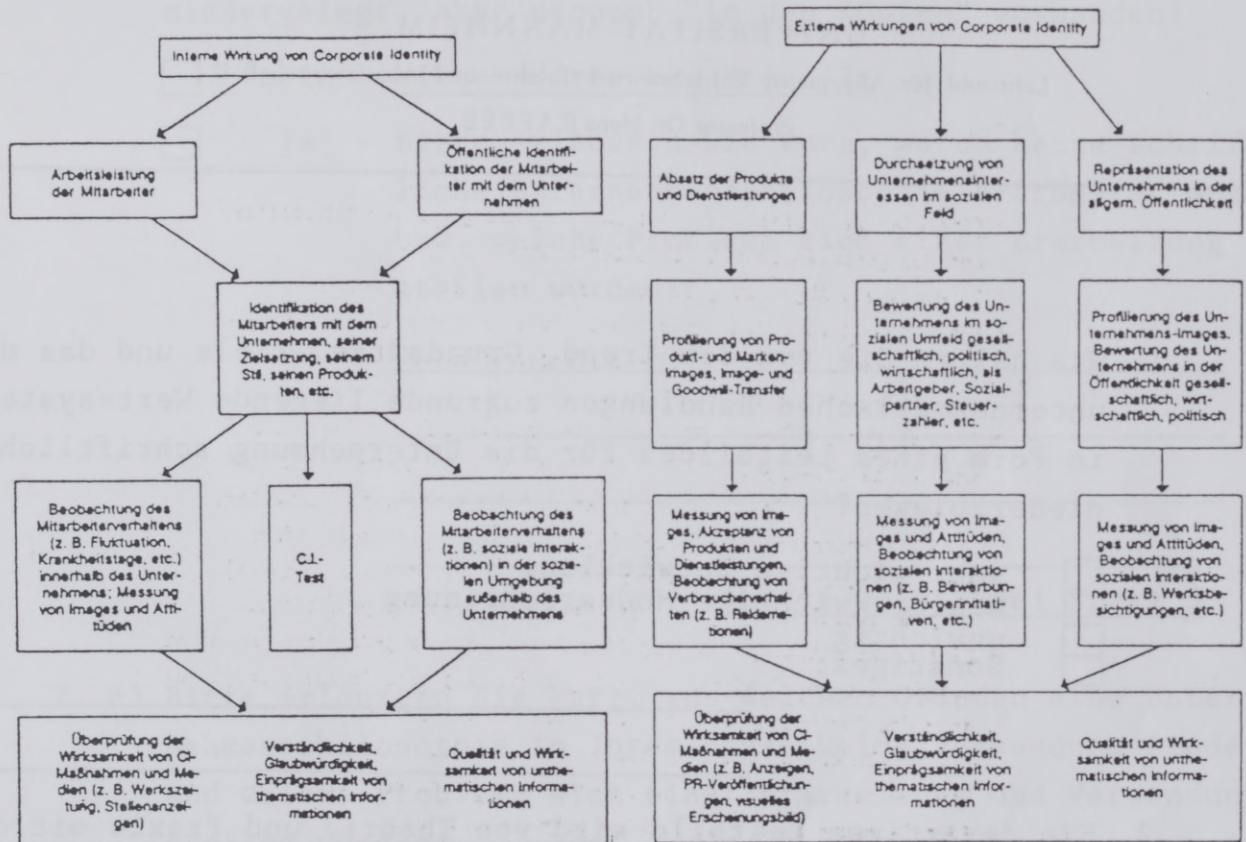 Interne Wirkung von Corporate Identity
Arbeitsleistung
der Mitarbeiter
Öffentliche Identifi-
kation der Mitarbei-
ter mit dem Unter-
nehmen
Identifikation des
Mitarbeiters mit dem
Unternehmen, seiner
Zielsetzung, seinem
Stil, seinen Produk-
ten, etc.
Beobachtung des
Mitarbeiterverhaltens
(z. B. Fluktuation,
Krankheitstage, etc.)
innerhalb des Unter-
nehmens; Messung
von Images und Atti-
tüden
C.I.-
Test
Beobachtung des
Mitarbeiterverhaltens
(z. B. soziale Interak-
tionen) in der sozia-
len Umgebung
außerhalb des
Unternehmens
Überprüfung der
Wirksamkeit von CI-
Maßnahmen und Me-
dien (z. B. Werkszei-
tung, Stellenanzei-
gen)
Verständlichkeit,
Glaubwürdigkeit,
Einprägsamkeit von
thematischen Infor-
mationen
Qualität und Wirk-
samkeit von unthe-
matischen Informa-
tionen
Externe Wirkungen von Corporate Identity
Absatz der Produkte
und Dienstleistungen
Durchsetzung von
Unternehmensinter-
essen im sozialen
Feld
Repräsentation des
Unternehmens in der
allgem. Öffentlichkeit
Profilierung von Pro-
dukt- und Marken-
Images, Image- und
Goodwill-Transfer
Bewertung des Un-
ternehmens im so-
zialen Umfeld gesell-
schaftlich, politisch,
wirtschaftlich, als
Arbeitgeber, Sozial-
partner, Steuer-
zahler, etc.
Profilierung des Un-
ternehmens-Images,
Bewertung des Un-
ternehmens in der
Öffentlichkeit gesell-
schaftlich, wirt-
schaftlich, politisch
Messung von Ima-
ges, Akzeptanz von
Produkten und
Dienstleistungen,
Beobachtung von
Verbraucherverhal-
ten (z. B. Reklama-
tionen)
Messung von Ima-
ges und Attitüden,
Beobachtung von
sozialen Interaktio-
nen (z. B. Bewerbun-
gen, Bürgerinitiati-
ven, etc.)
Messung von Ima-
ges und Attitüden,
Beobachtung von
sozialen Interaktio-
nen (z. B. Werksbe-
sichtigungen, etc.)
Überprüfung der
Wirksamkeit von CI-
Maßnahmen und Me-
dien (z. B. Anzeigen,
PR, Veröffentlichun-
gen, visuelles
Erscheinungsbild)
Verständlichkeit,
Glaubwürdigkeit,
Einprägsamkeit von
thematischen Infor-
mationen
Qualität und Wirk-
samkeit von unthe-
matischen Informa-
tionen